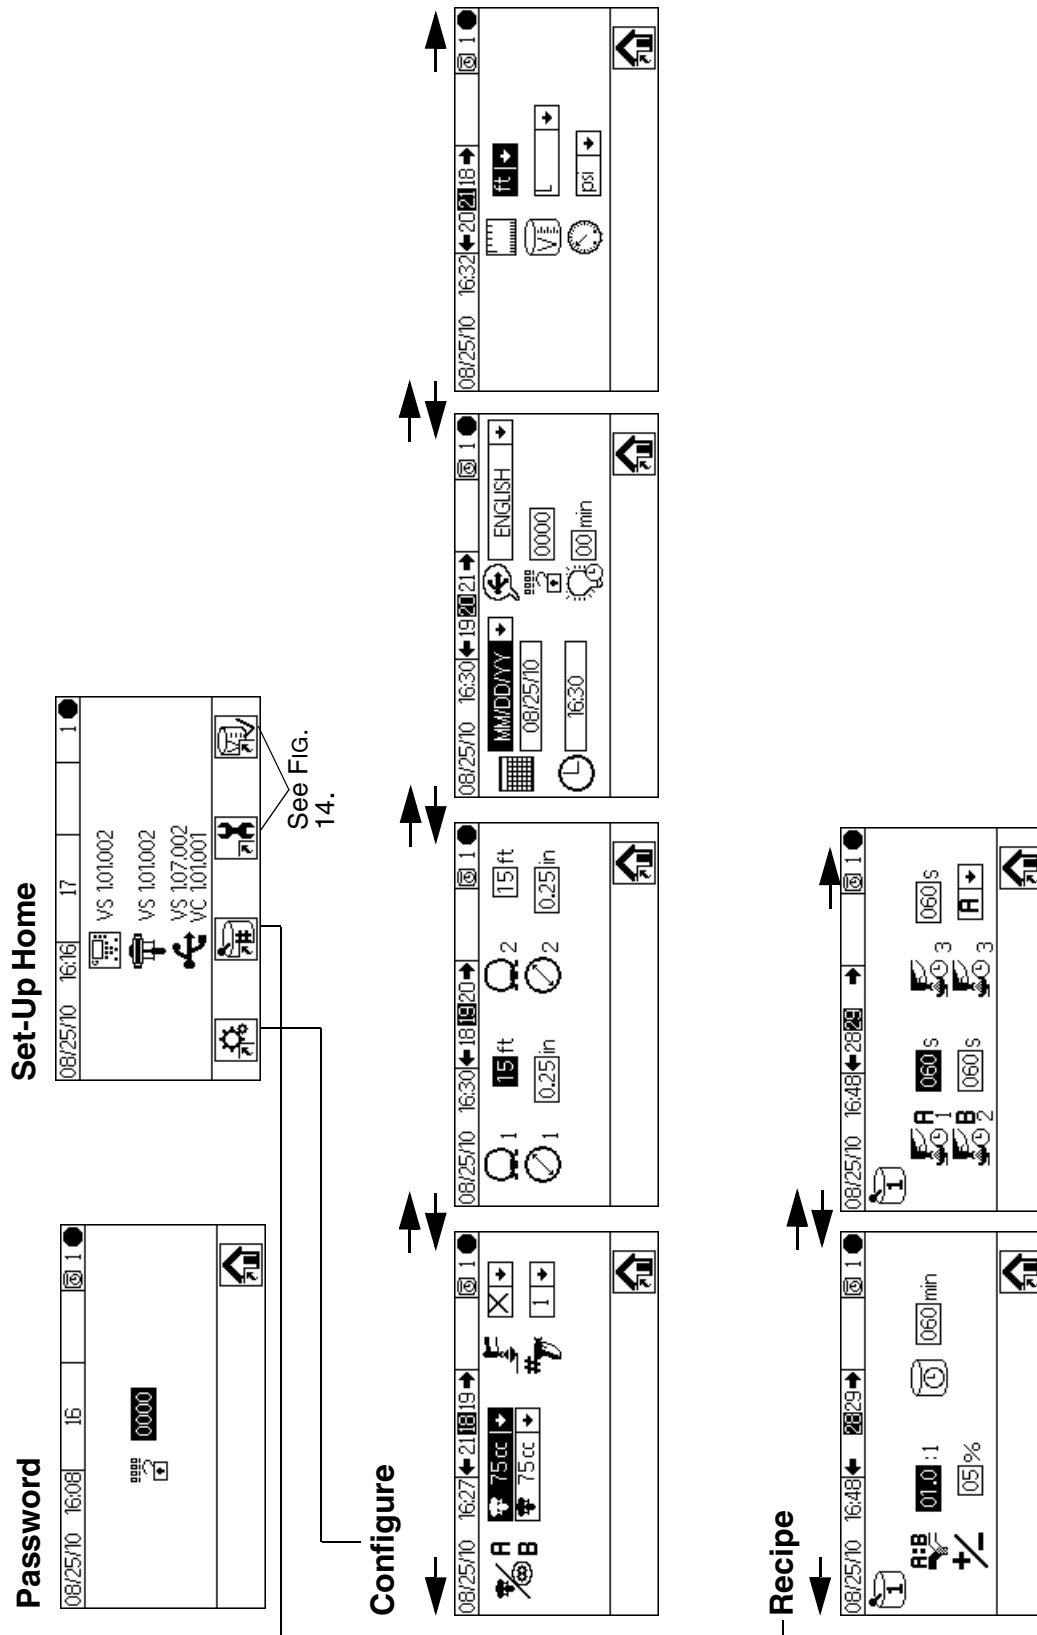 Password
08/25/10 16:08 16 1
0000
Set-Up Home
08/25/10 16:16 17 1
VS 1.01.002
VS 1.01.002
VS 1.07.002
VC 1.01.001
#
See FIG.
14.
Configure
08/25/10 16:27 21 18 19 1
A 75 cc X
B 75 cc # 1
08/25/10 16:30 18 19 20 1
1 15 ft 2 15 ft
1 0.25 in 2 0.25 in
08/25/10 16:30 19 20 21 1
MM/DD/YY ENGLISH
08/25/10 0000
16:30 00 min
08/25/10 16:32 20 21 18 1
ft
L
psi
Recipe
08/25/10 16:48 28 29 1
1
A:B 01.0 :1 060 min
+/- 05 %
08/25/10 16:48 28 29 1
1
A 1 060 s 3 060 s
B 2 060 s 3 A